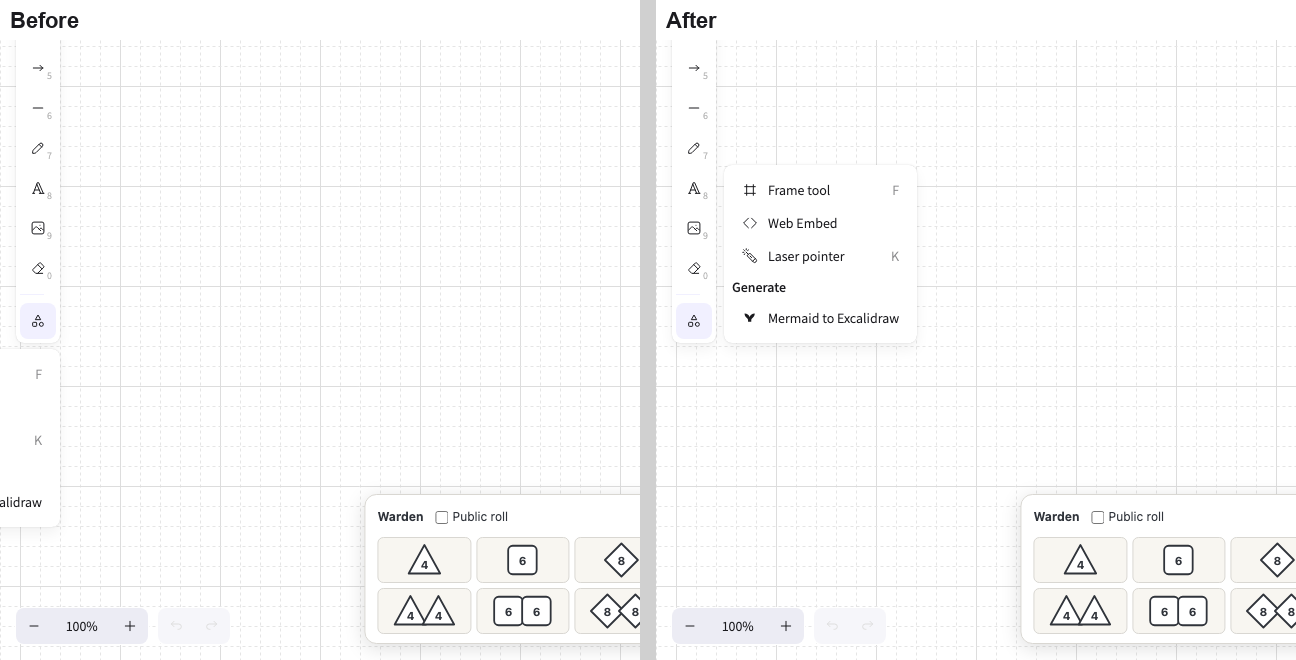 Before
5
6
7
8
9
0
F
K
alidraw
Warden Public roll
4 6 8
4 4 6 6 8 8
100%
After
5
6
7
8
9
0
Frame tool F
Web Embed
Laser pointer K
Generate
Mermaid to Excalidraw
Warden Public roll
4 6 8
4 4 6 6 8 8
100%